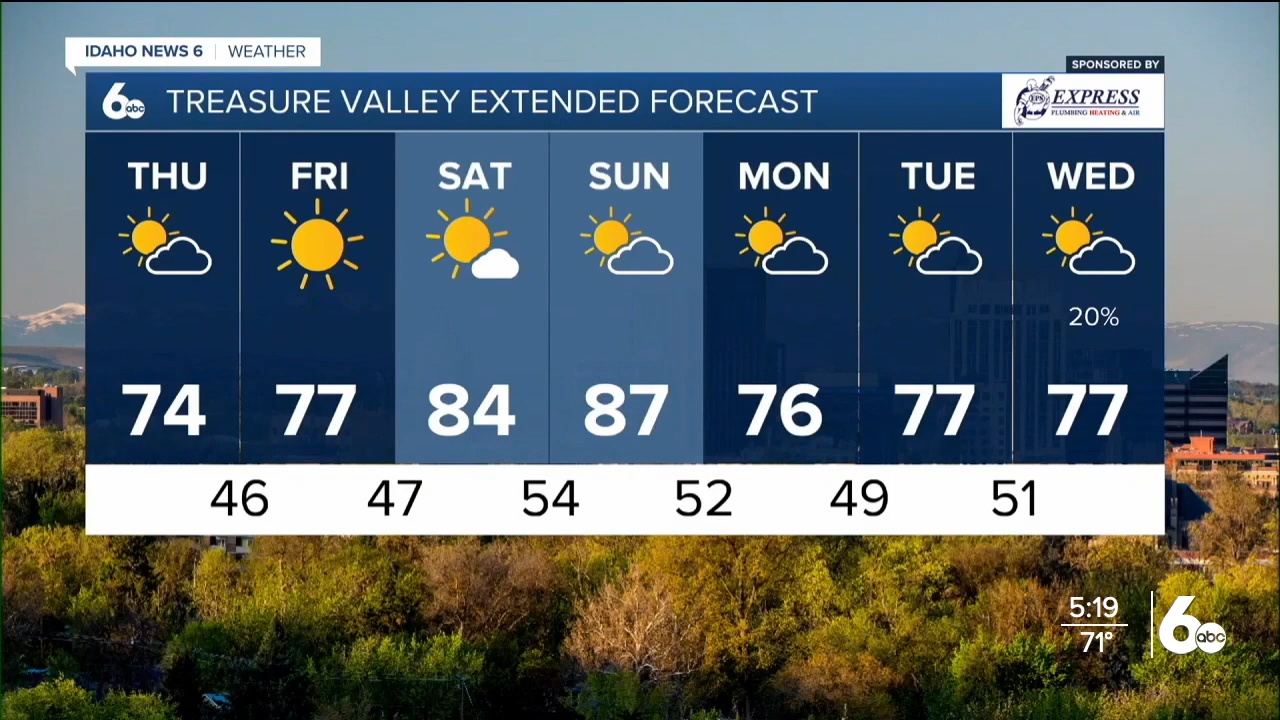 IDAHO NEWS 6 | WEATHER
SPONSORED BY
6abc TREASURE VALLEY EXTENDED FORECAST
EPS EXPRESS
PLUMBING HEATING & AIR
THU FRI SAT SUN MON TUE WED
20%
74 77 84 87 76 77 77
46 47 54 52 49 51
5:19
71°
6abc